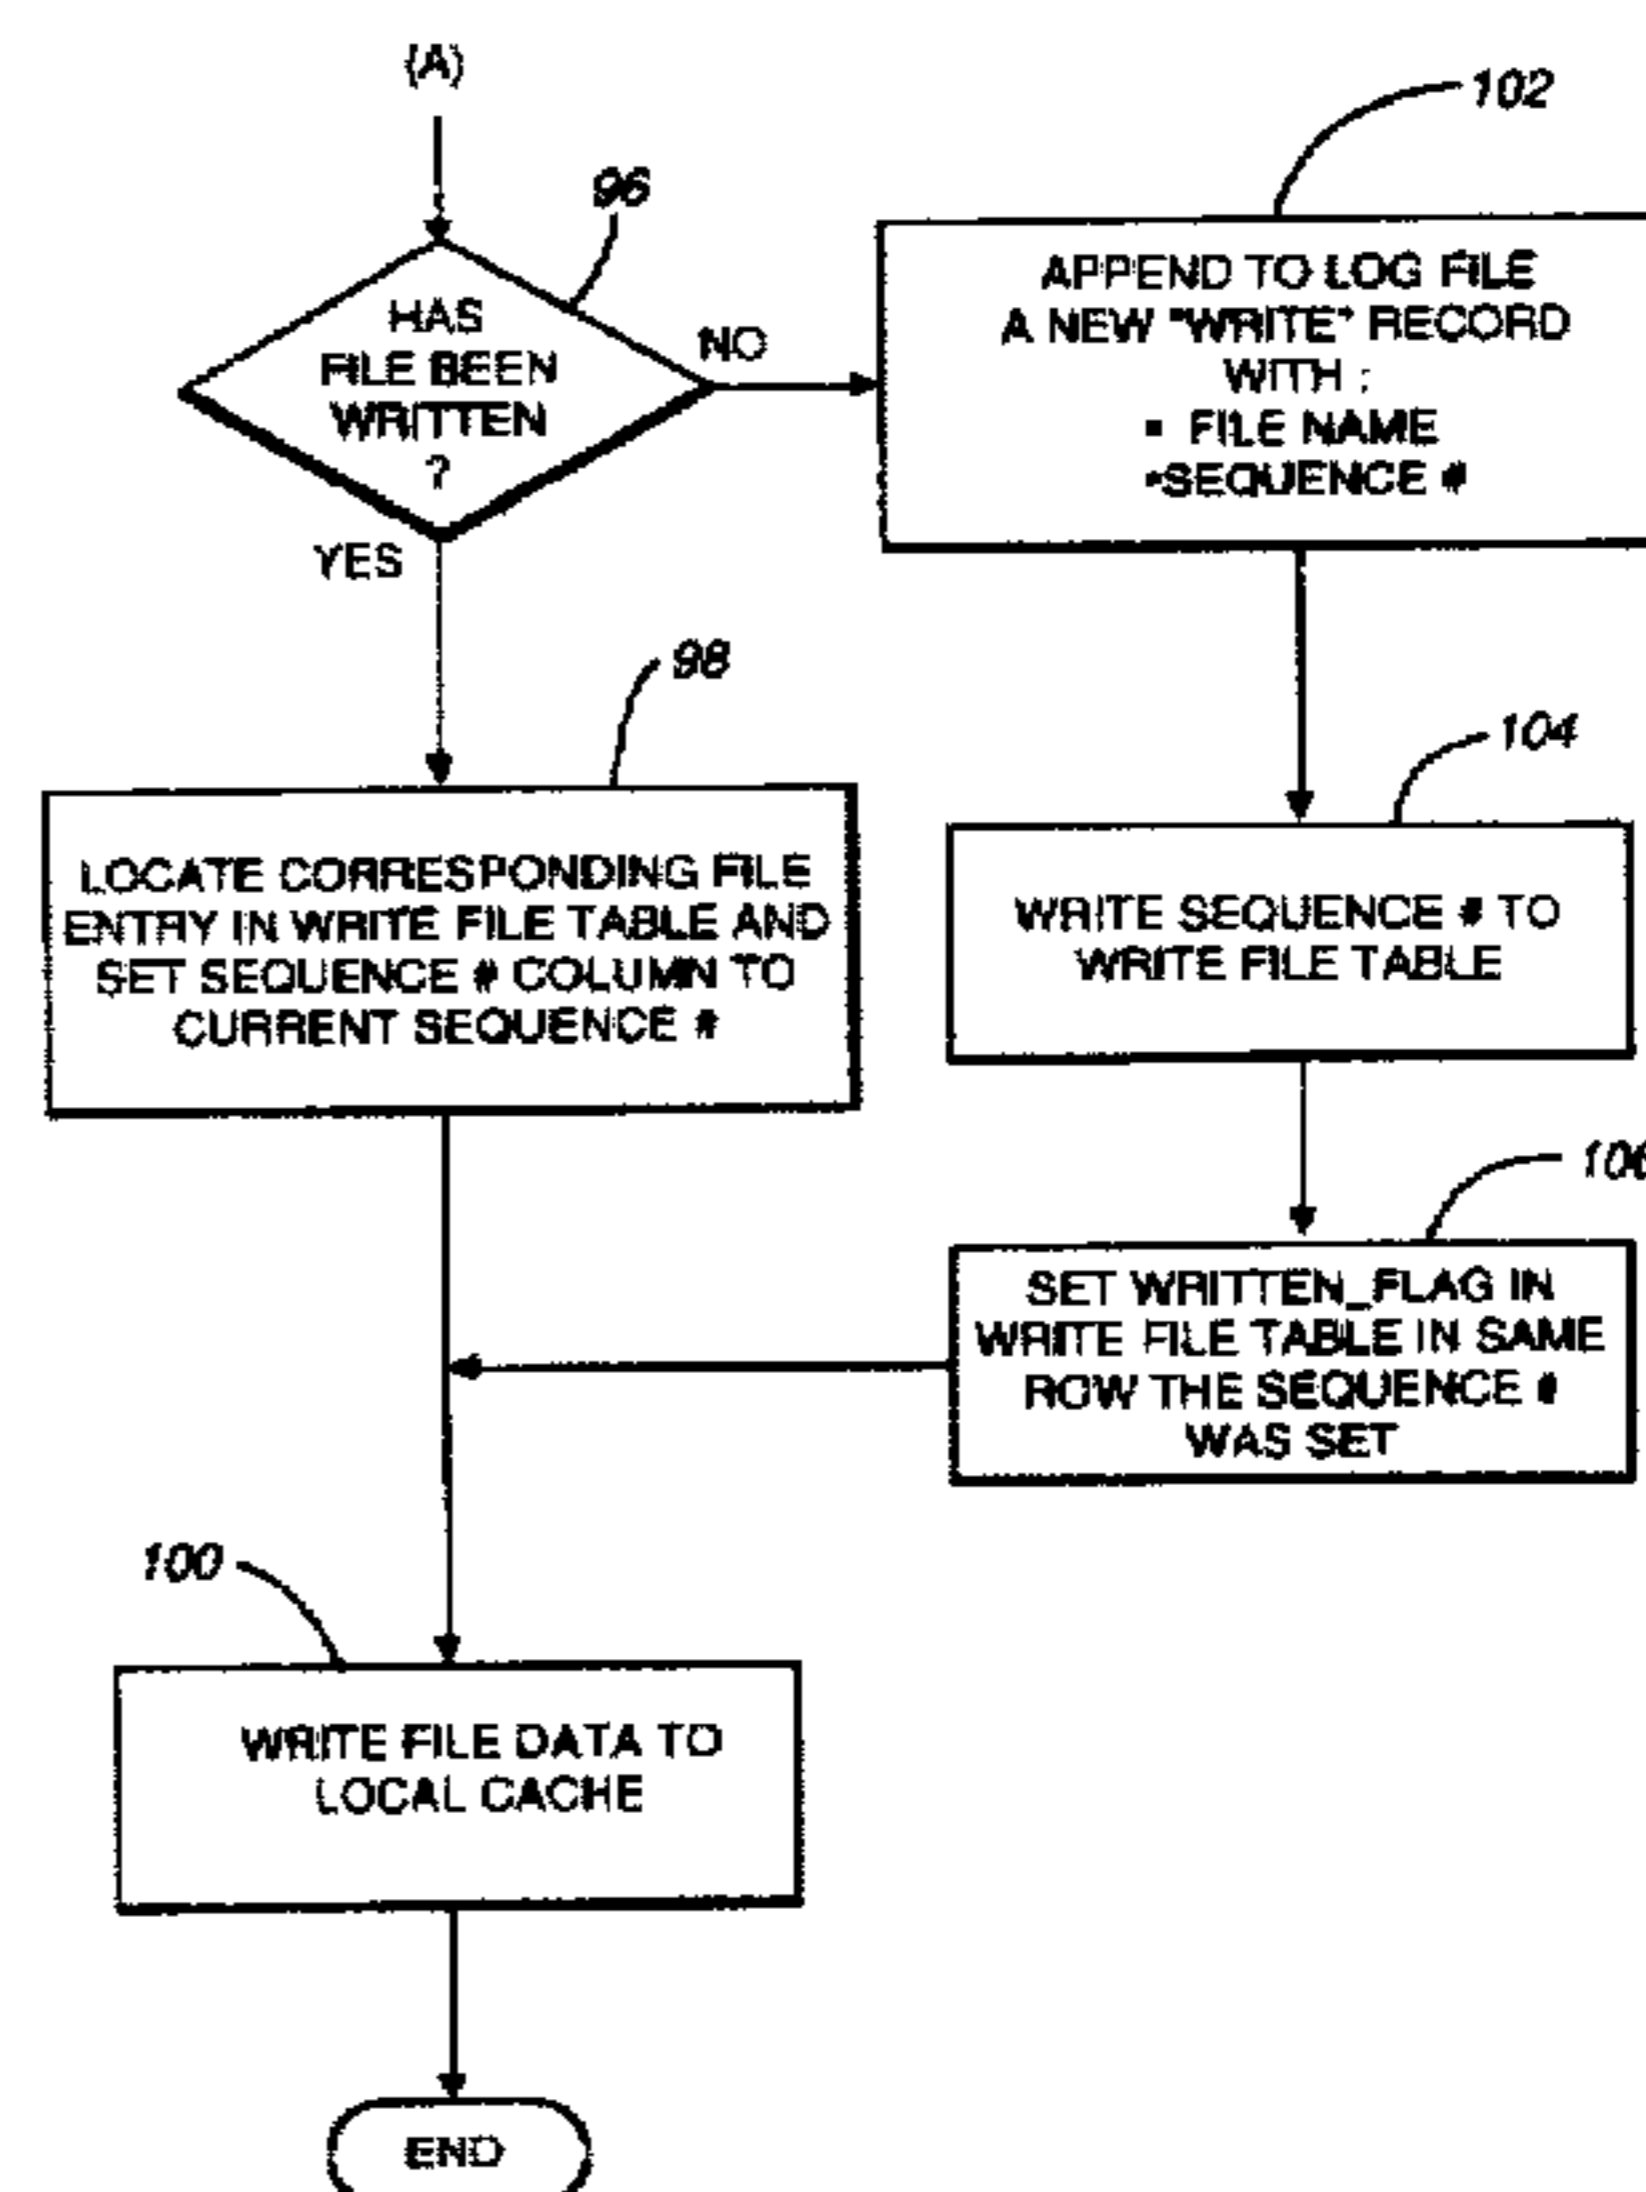 (A)
96
HAS
FILE BEEN
WRITTEN
?
NO
YES
102
APPEND TO LOG FILE
A NEW "WRITE" RECORD
WITH :
▪ FILE NAME
▪SEQUENCE #
98
LOCATE CORRESPONDING FILE
ENTRY IN WRITE FILE TABLE AND
SET SEQUENCE # COLUMN TO
CURRENT SEQUENCE #
104
WRITE SEQUENCE # TO
WRITE FILE TABLE
SET WRITTEN_FLAG IN
WRITE FILE TABLE IN SAME
ROW THE SEQUENCE #
WAS SET
100
WRITE FILE DATA TO
LOCAL CACHE
END